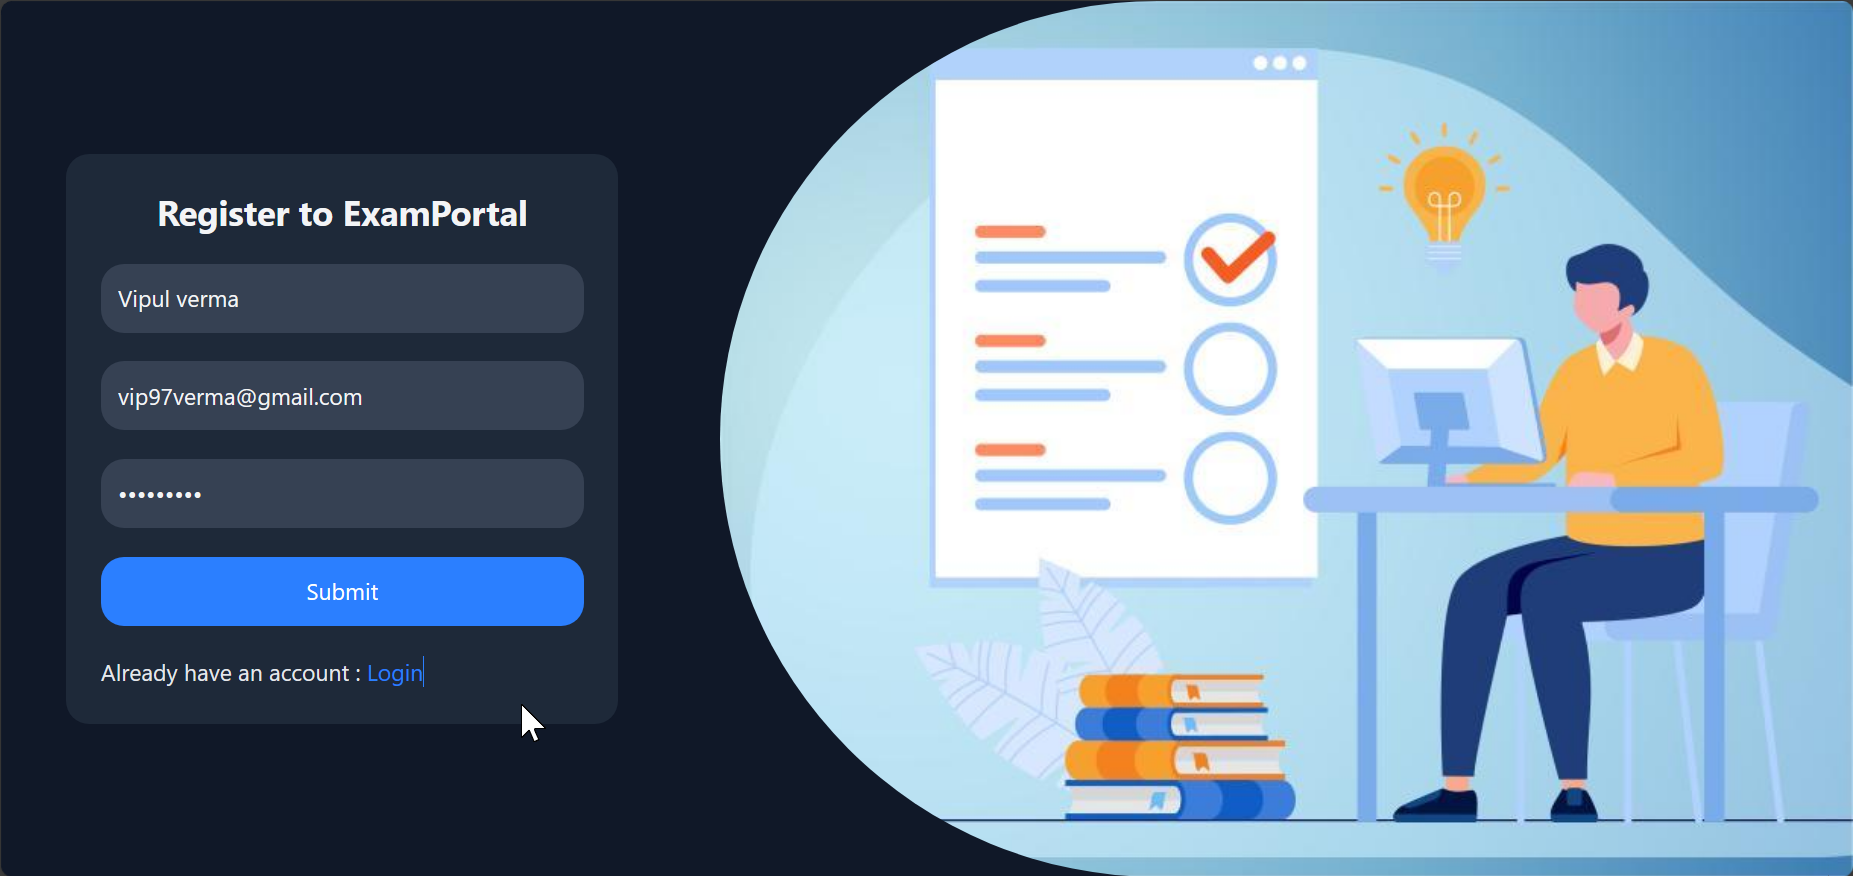 Register to ExamPortal
Vipul verma
vip97verma@gmail.com
•••••••••
Submit
Already have an account : Login